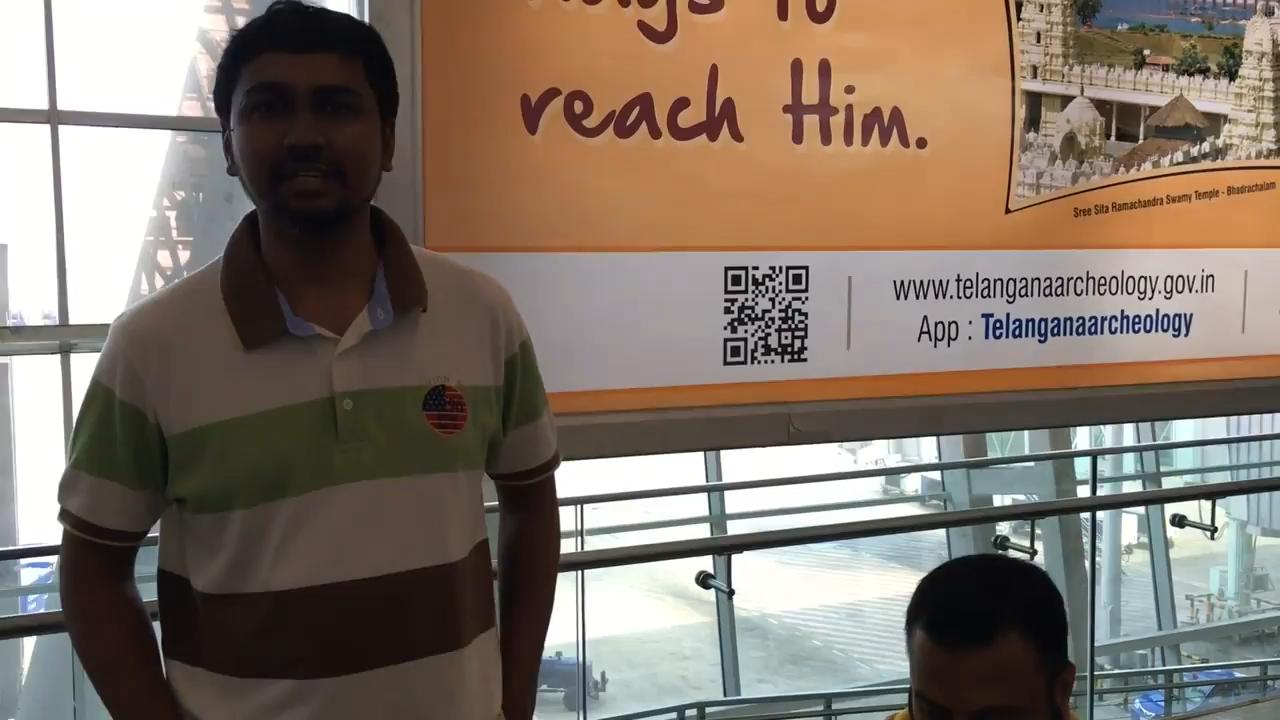 reach Him.
Sree Sita Ramachandra Swamy Temple - Bhadrachalam
www.telanganaarcheology.gov.in
App : Telanganaarcheology